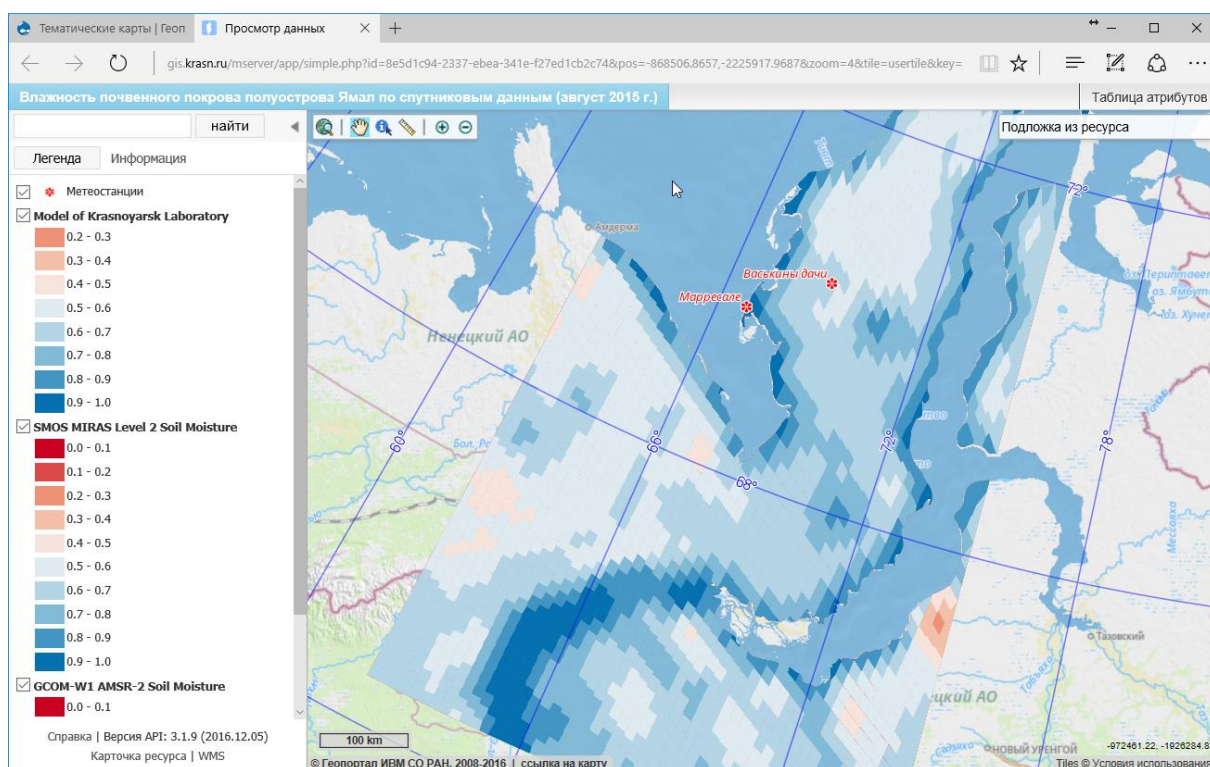 Тематические карты | Геоп
Просмотр данных
gis.krasn.ru/mserver/app/simple.php?id=8e5f1c94-2337-ebea-341e-f27ed1cb2c74&pos=-868506.8657,-2225917.9687&zoom=4&tile=usertile&key=
Влажность почвенного покрова полуострова Ямал по спутниковым данным (август 2015 г.)
Таблица атрибутов
найти
Подложка из ресурса
Легенда Информация
Метеостанции
Model of Krasnoyarsk Laboratory
0.2 - 0.3
0.3 - 0.4
0.4 - 0.5
0.5 - 0.6
0.6 - 0.7
0.7 - 0.8
0.8 - 0.9
0.9 - 1.0
SMOS MIRAS Level 2 Soil Moisture
0.0 - 0.1
0.1 - 0.2
0.2 - 0.3
0.3 - 0.4
0.4 - 0.5
0.5 - 0.6
0.6 - 0.7
0.7 - 0.8
0.8 - 0.9
0.9 - 1.0
GCOM-W1 AMSR-2 Soil Moisture
0.0 - 0.1
Справка | Версия API: 3.1.9 (2016.12.05)
Карточка ресурса | WMS
72°
Амдерма
Васькины дачи
Марресале
Ненецкий АО
60°
66°
72°
78°
Бол.
68°
Мессояха
Тазовский
НОВЫЙ УРЕНГОЙ
100 km
-972461.22, -1926284.8
© Геопортал ИВМ СО РАН, 2008-2016 | ссылка на карту
Tiles © Условия использования